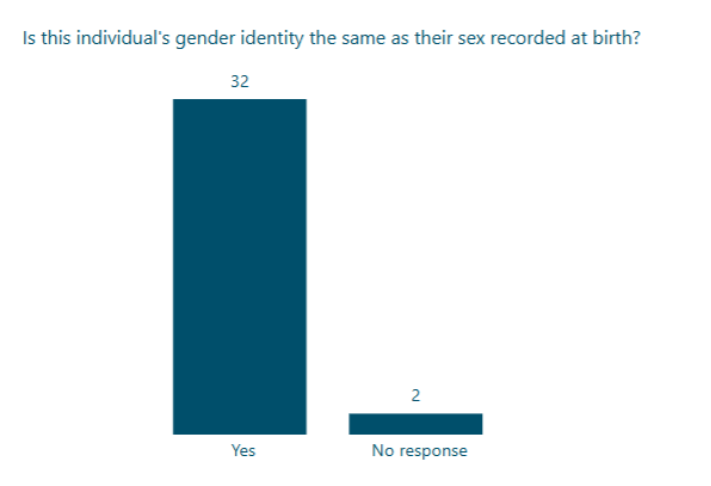 Is this individual's gender identity the same as their sex recorded at birth?
32
2
Yes
No response